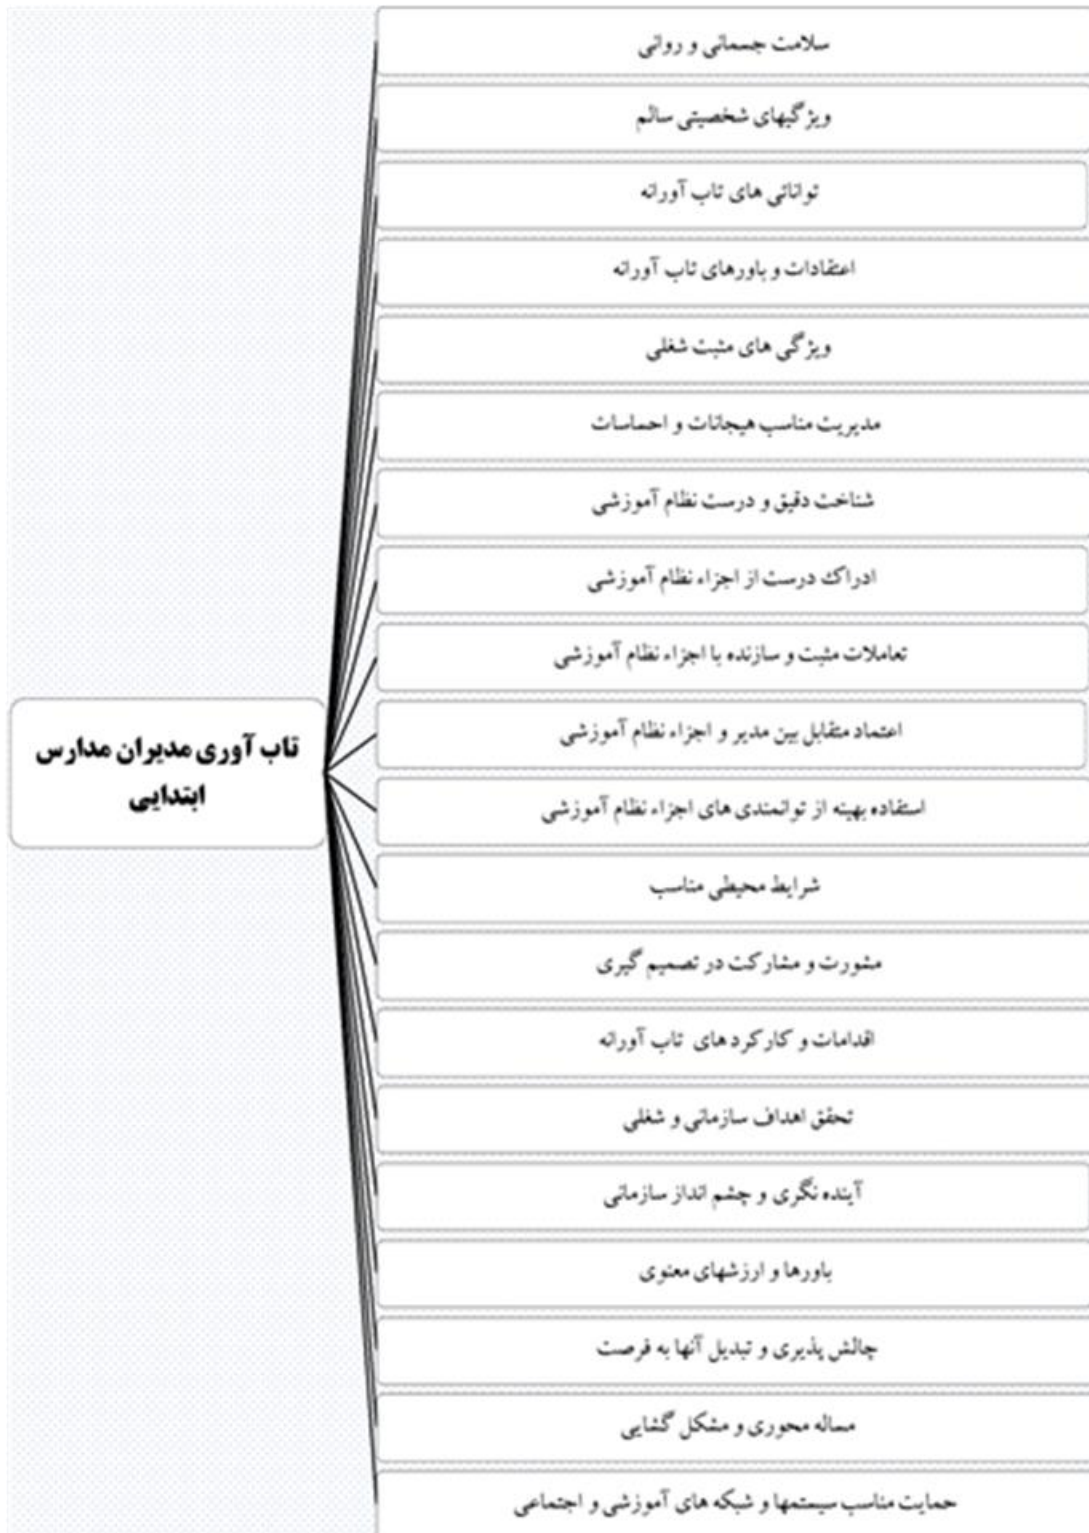 سلامت جسمانی و روانی
ویژگیهای شخصیتی سالم
توانائی های تاب آورانه
اعتقادات و باورهای تاب آورانه
ویژگی های مثبت شغلی
مدیریت مناسب هیجانات و احساسات
شناخت دقیق و درست نظام آموزشی
ادراک درست از اجزاء نظام آموزشی
تعاملات مثبت و سازنده با اجزاء نظام آموزشی
اعتماد متقابل بین مدیر و اجزاء نظام آموزشی
استفاده بهینه از توانمندی های اجزاء نظام آموزشی
شرایط محیطی مناسب
مشورت و مشارکت در تصمیم گیری
اقدامات و کارکردهای تاب آورانه
تحقق اهداف سازمانی و شغلی
آینده نگری و چشم انداز سازمانی
باورها و ارزشهای معنوی
چالش پذیری و تبدیل آنها به فرصت
مساله محوری و مشکل گشایی
حمایت مناسب سیستمها و شبکه های آموزشی و اجتماعی
تاب آوری مدیران مدارس
ابتدایی